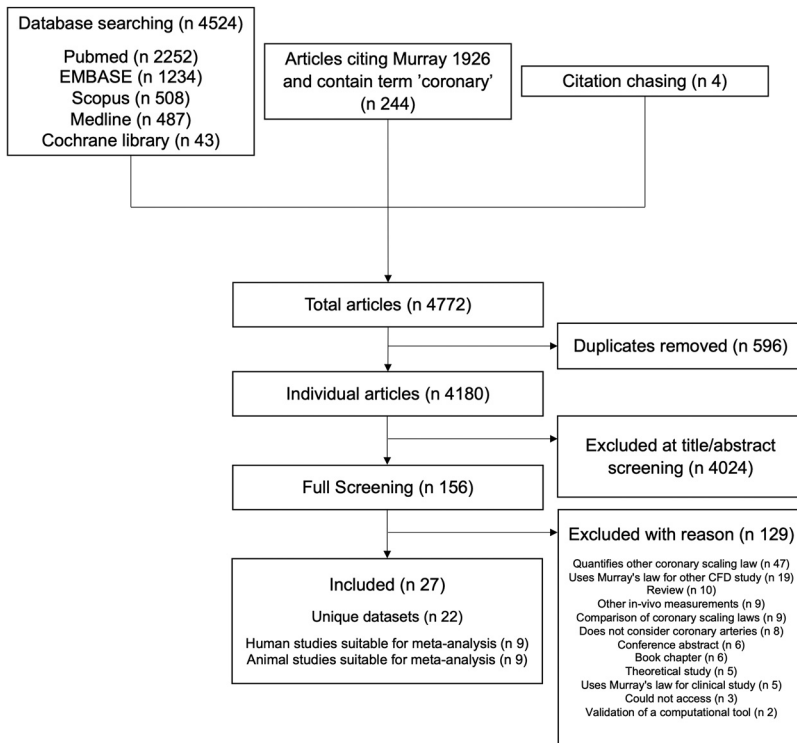 Database searching (n 4524)
Pubmed (n 2252)
EMBASE (n 1234)
Scopus (n 508)
Medline (n 487)
Cochrane library (n 43)
Articles citing Murray 1926
and contain term 'coronary'
(n 244)
Citation chasing (n 4)
Total articles (n 4772)
Duplicates removed (n 596)
Individual articles (n 4180)
Excluded at title/abstract
screening (n 4024)
Full Screening (n 156)
Excluded with reason (n 129)
Quantifies other coronary scaling law (n 47)
Uses Murray's law for other CFD study (n 19)
Review (n 10)
Other in-vivo measurements (n 9)
Comparison of coronary scaling laws (n 9)
Does not consider coronary arteries (n 8)
Conference abstract (n 6)
Book chapter (n 6)
Theoretical study (n 5)
Uses Murray's law for clinical study (n 5)
Could not access (n 3)
Validation of a computational tool (n 2)
Included (n 27)
Unique datasets (n 22)
Human studies suitable for meta-analysis (n 9)
Animal studies suitable for meta-analysis (n 9)